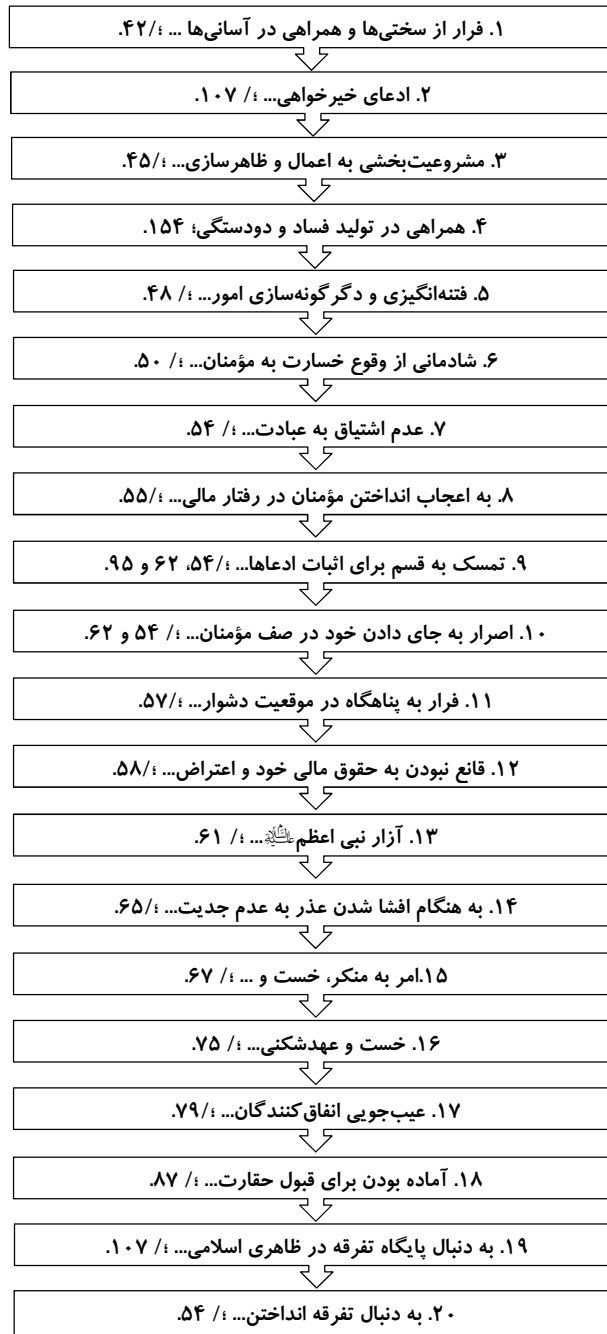 ۱. فرار از سختی‌ها و همراهی در آسانی‌ها ... ؛/۴۲.
۲. ادعای خیرخواهی... ؛/ ۱۰۷.
۳. مشروعیت‌بخشی به اعمال و ظاهرسازی... ؛/۴۵.
۴. همراهی در تولید فساد و دودستگی؛ ۱۵۴.
۵. فتنه‌انگیزی و دگرگونه‌سازی امور... ؛/ ۴۸.
۶. شادمانی از وقوع خسارت به مؤمنان... ؛/ ۵۰.
۷. عدم اشتیاق به عبادت... ؛/ ۵۴.
۸. به اعجاب انداختن مؤمنان در رفتار مالی... ؛/۵۵.
۹. تمسک به قسم برای اثبات ادعاها... ؛/۵۴، ۶۲ و ۹۵.
۱۰. اصرار به جای دادن خود در صف مؤمنان... ؛/ ۵۴ و ۶۲.
۱۱. فرار به پناهگاه در موقعیت دشوار... ؛/۵۷.
۱۲. قانع نبودن به حقوق مالی خود و اعتراض... ؛/۵۸.
۱۳. آزار نبی اعظم... ؛/ ۶۱.
۱۴. به هنگام افشا شدن عذر به عدم جدیت... ؛/۶۵.
۱۵.امر به منکر، خست و ... ؛/ ۶۷.
۱۶. خست و عهدشکنی... ؛/ ۷۵.
۱۷. عیب‌جویی انفاق‌کنندگان... ؛/۷۹.
۱۸. آماده بودن برای قبول حقارت... ؛/ ۸۷.
۱۹. به دنبال پایگاه تفرقه در ظاهری اسلامی... ؛/ ۱۰۷.
۲۰. به دنبال تفرقه انداختن... ؛/ ۵۴.